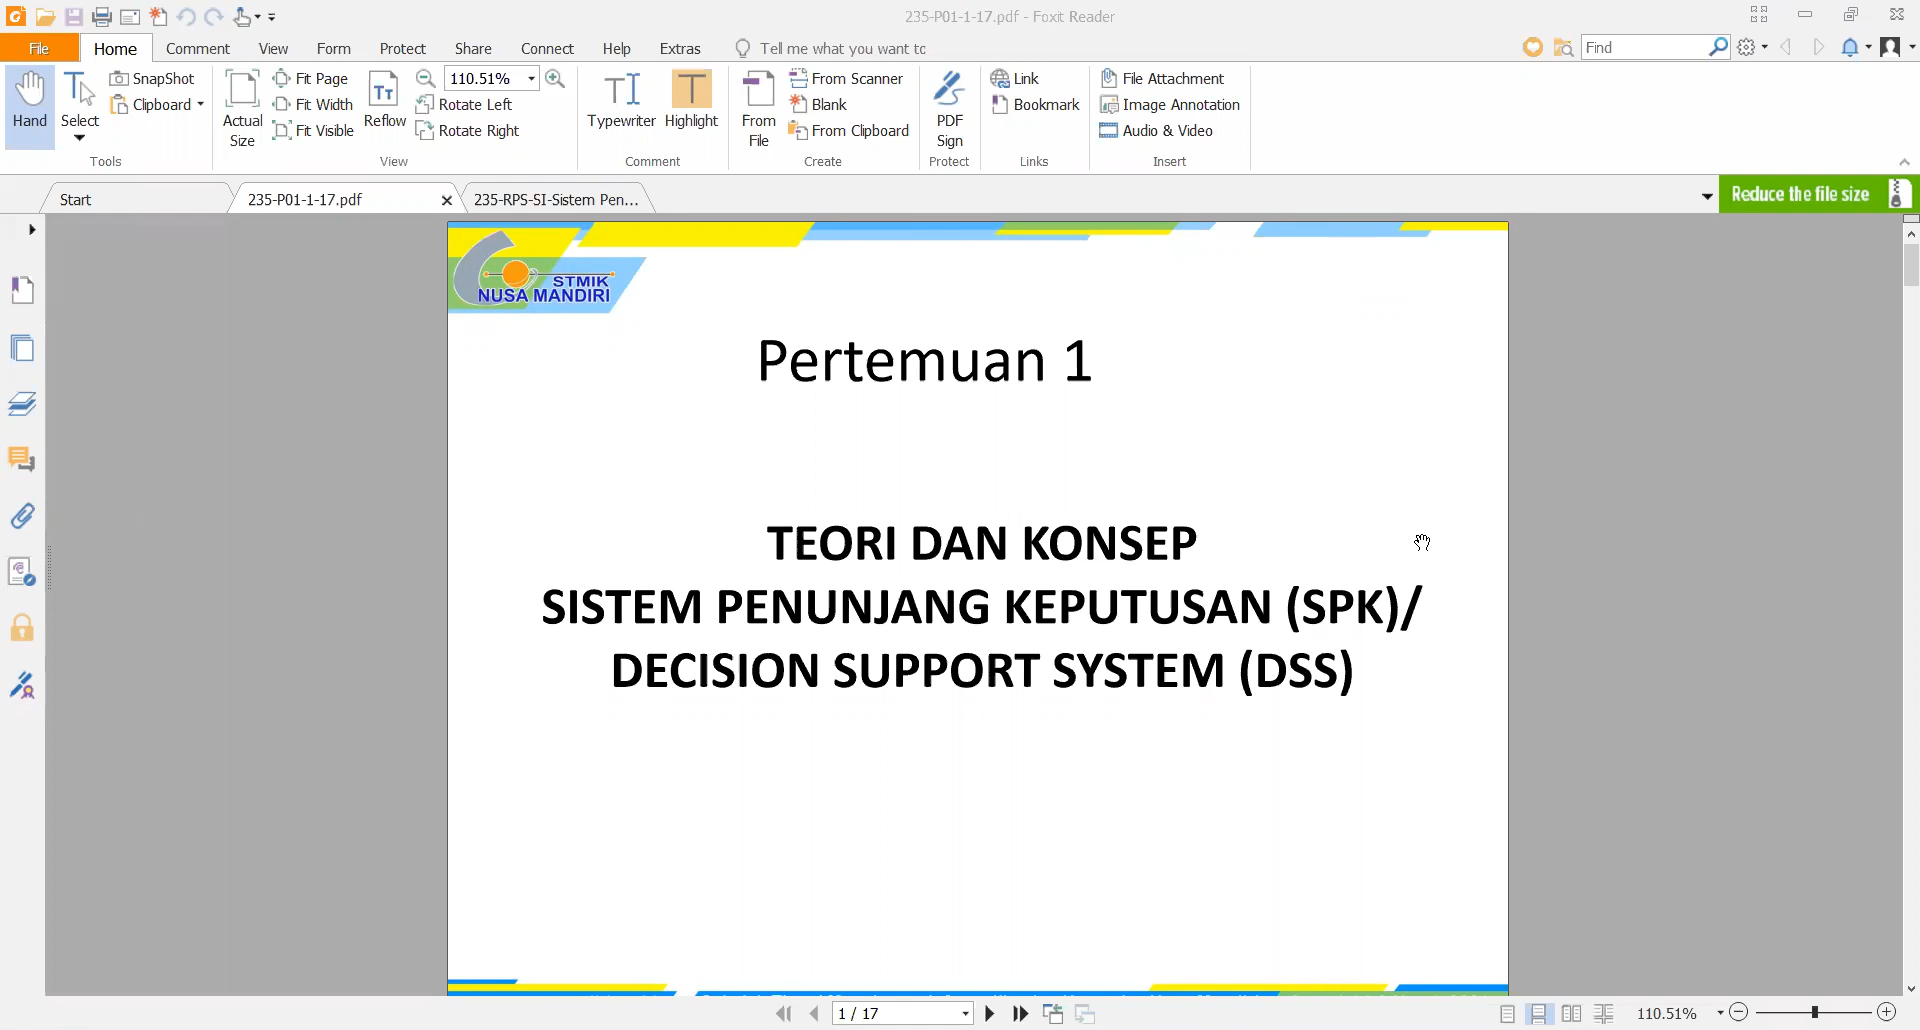 235-P01-1-17.pdf - Foxit Reader
File Home Comment View Form Protect Share Connect Help Extras Tell me what you want to Find
Hand
Select
SnapShot
Clipboard
Tools
Actual Size
Fit Page
Fit Width
Fit Visible
Reflow
110.51%
Rotate Left
Rotate Right
View
Typewriter
Highlight
Comment
From File
From Scanner
Blank
From Clipboard
Create
PDF Sign
Protect
Link
Bookmark
Links
File Attachment
Image Annotation
Audio & Video
Insert
Start 235-P01-1-17.pdf 235-RPS-SI-Sistem Pen... Reduce the file size
STMIK
NUSA MANDIRI
Pertemuan 1
TEORI DAN KONSEP
SISTEM PENUNJANG KEPUTUSAN (SPK)/
DECISION SUPPORT SYSTEM (DSS)
1 / 17 110.51%